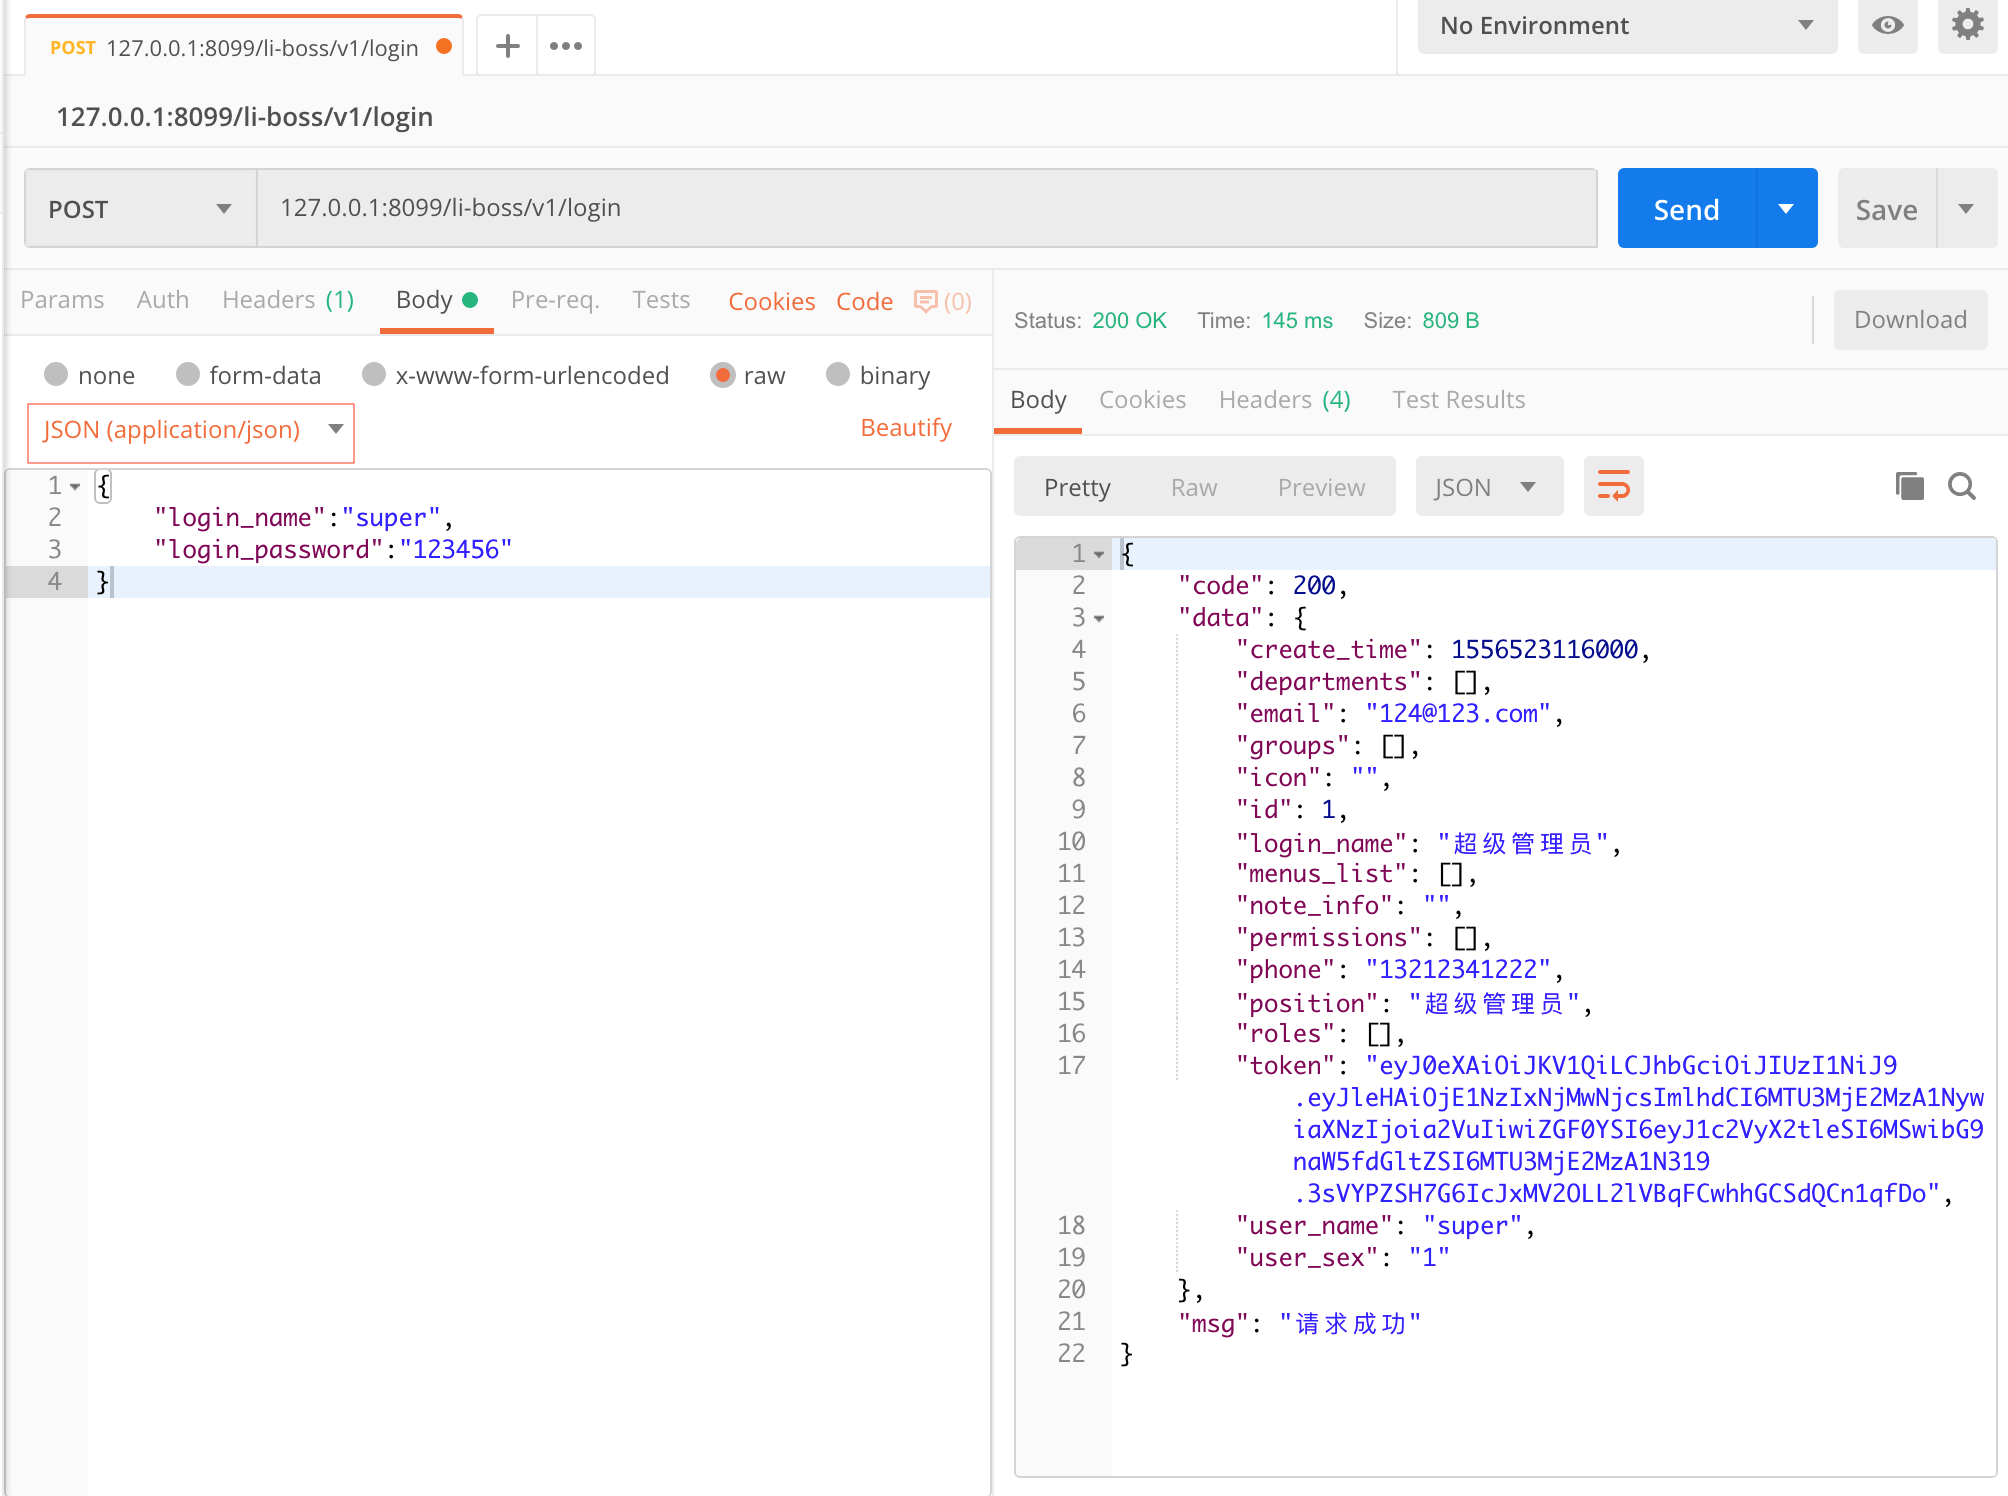 POST 127.0.0.1:8099/li-boss/v1/login
No Environment
127.0.0.1:8099/li-boss/v1/login
POST 127.0.0.1:8099/li-boss/v1/login Send Save
Params Auth Headers (1) Body Pre-req. Tests Cookies Code (0)
none form-data x-www-form-urlencoded raw binary
JSON (application/json) Beautify
1 {
2 "login_name":"super",
3 "login_password":"123456"
4 }
Status: 200 OK Time: 145 ms Size: 809 B Download
Body Cookies Headers (4) Test Results
Pretty Raw Preview JSON
1 {
2 "code": 200,
3 "data": {
4 "create_time": 1556523116000,
5 "departments": [],
6 "email": "124@123.com",
7 "groups": [],
8 "icon": "",
9 "id": 1,
10 "login_name": "超级管理员",
11 "menus_list": [],
12 "note_info": "",
13 "permissions": [],
14 "phone": "13212341222",
15 "position": "超级管理员",
16 "roles": [],
17 "token": "eyJ0eXAiOiJKV1QiLCJhbGciOiJIUzI1NiJ9
.eyJleHAiOjE1NzIxNjMwNjcsImlhdCI6MTU3MjE2MzA1Nyw
iaXNzIjoia2VuIiwiZGF0YSI6eyJ1c2VyX2tleSI6MSwibG9
naW5fdGltZSI6MTU3MjE2MzA1N319
.3sVYPZSH7G6IcJxMV2OLL2lVBqFCwhhGCSdQCn1qfDo",
18 "user_name": "super",
19 "user_sex": "1"
20 },
21 "msg": "请求成功"
22 }